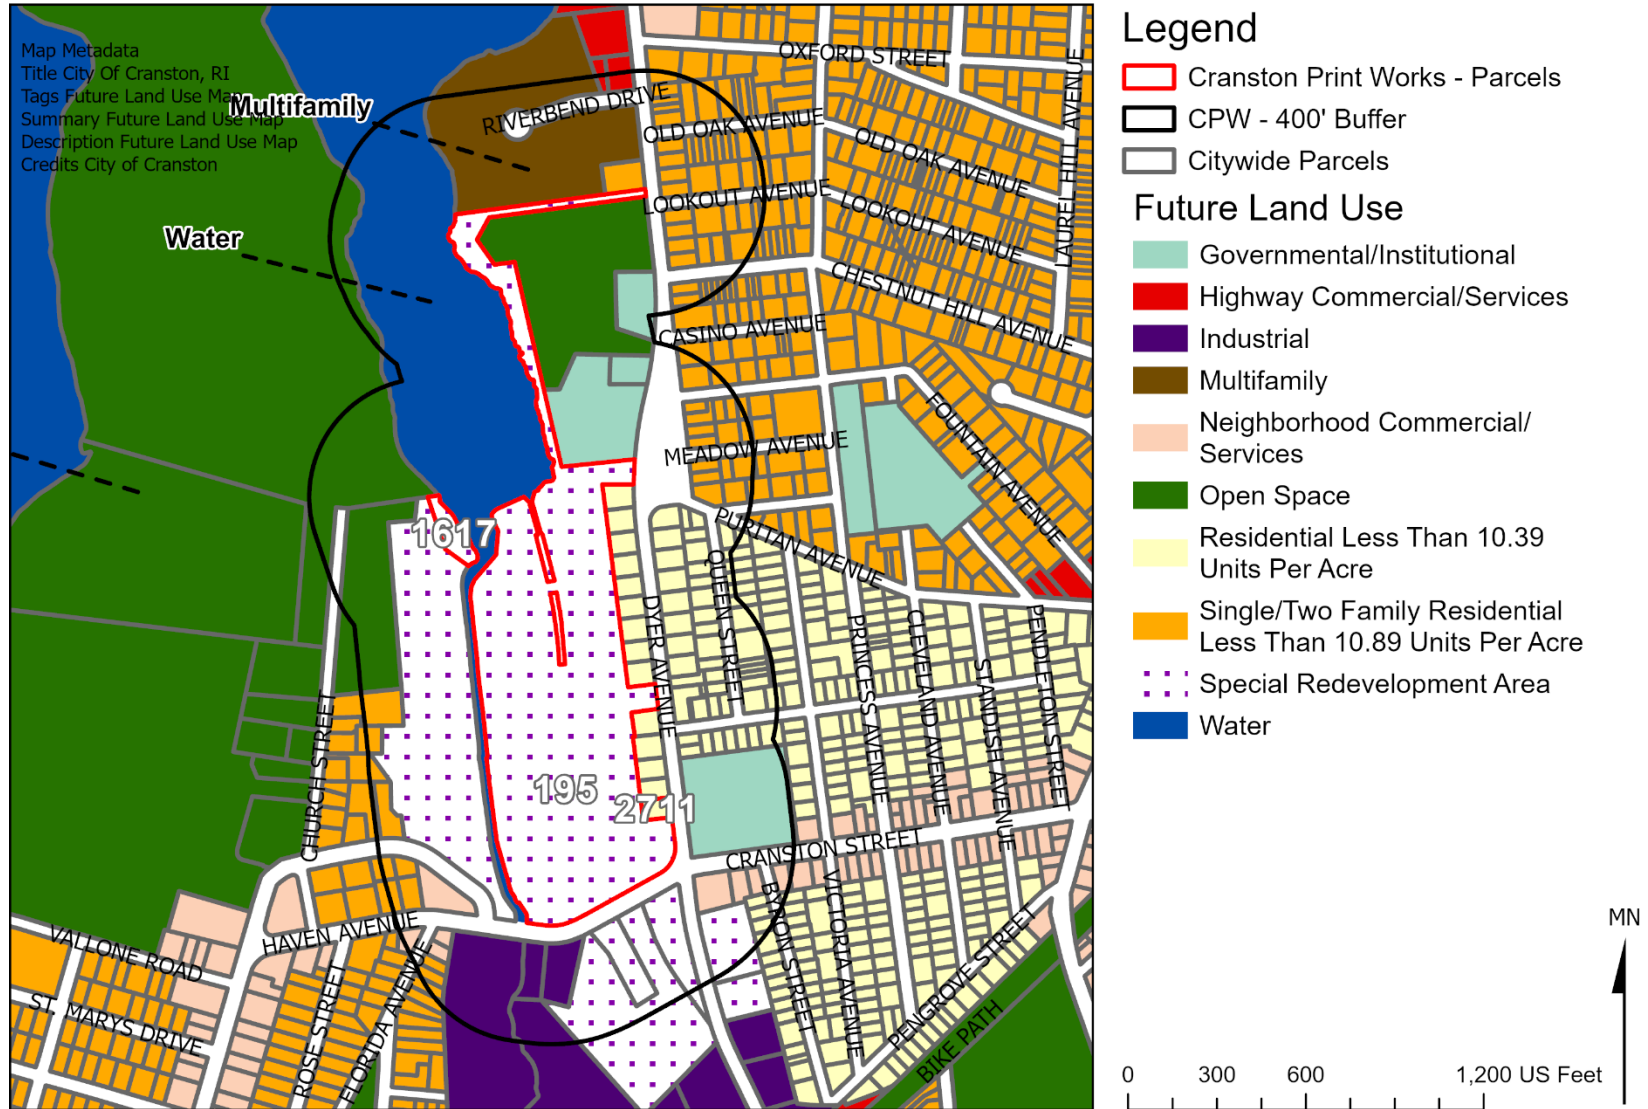 Map Metadata
Title City Of Cranston, RI
Tags Future Land Use Map
Summary Future Land Use Map
Description Future Land Use Map
Credits City of Cranston
Multifamily
Water
OXFORD STREET
RIVERBEND DRIVE
OLD OAK AVENUE
OLD OAK AVENUE
LAUREL HILL AVENUE
LOOKOUT AVENUE
LOOKOUT AVENUE
CHESTNUT HILL AVENUE
CASINO AVENUE
FOUNTAIN AVENUE
MEADOW AVENUE
PURITAN AVENUE
1617
QUEEN STREET
DYER AVENUE
PRINCESS AVENUE
CLEVELAND AVENUE
STANDISH AVENUE
PENDLETON STREET
CHURCH STREET
195
2711
CRANSTON STREET
BYRON STREET
VICTORIA AVENUE
PENGROVE STREET
BIKE PATH
HAVEN AVENUE
VALLONE ROAD
ST. MARYS DRIVE
ROSE STREET
FLORIDA AVENUE
Legend
Cranston Print Works - Parcels
CPW - 400' Buffer
Citywide Parcels
Future Land Use
Governmental/Institutional
Highway Commercial/Services
Industrial
Multifamily
Neighborhood Commercial/
Services
Open Space
Residential Less Than 10.39
Units Per Acre
Single/Two Family Residential
Less Than 10.89 Units Per Acre
Special Redevelopment Area
Water
MN
0 300 600 1,200 US Feet